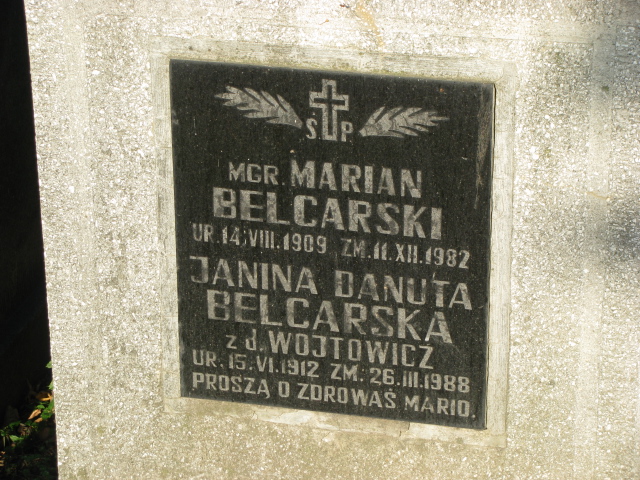 Ś P
MGR. MARIAN
BELCARSKI
UR. 14.VIII.1909 ZM. 11.XII.1982
JANINA DANUTA
BELCARSKA
Z d. WOJTOWICZ
UR. 15.VI.1912 ZM. 26.III.1988
PROSZĄ O ZDROWAŚ MARIO.